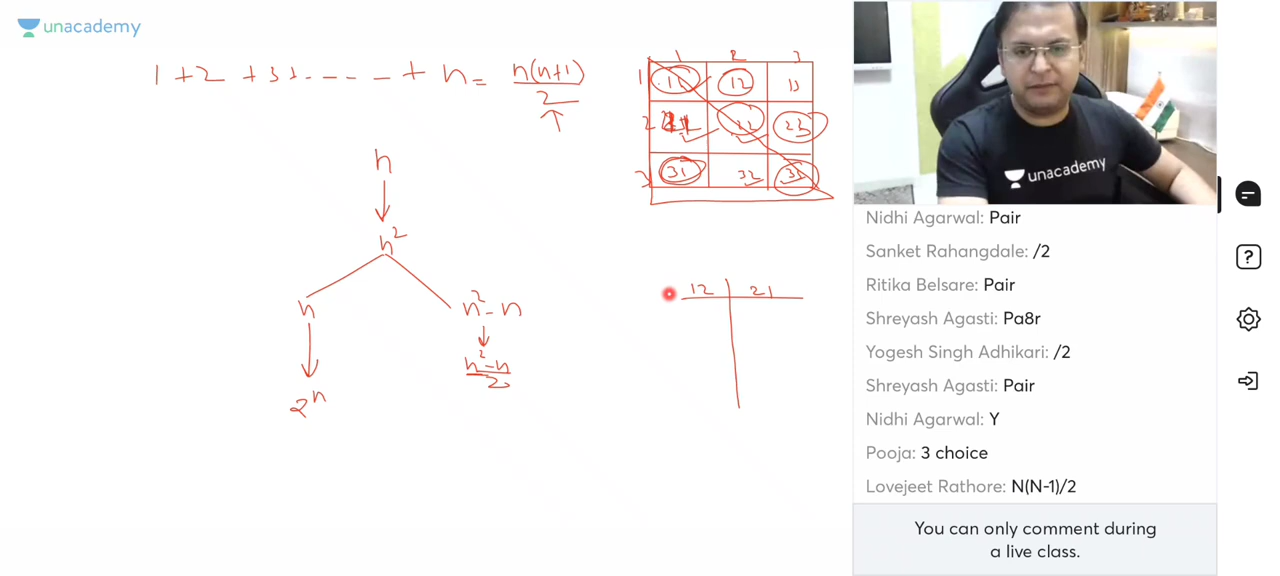 unacademy
1 + 2 + 33 ---- + n = n(n+1)/2
n
n²
n
n² - n
n² - n / 2
2ⁿ
1 2 3
1 11 12 13
2 21 22 23
3 31 32 33
12 21
unacademy
Nidhi Agarwal: Pair
Sanket Rahangdale: /2
Ritika Belsare: Pair
Shreyash Agasti: Pa8r
Yogesh Singh Adhikari: /2
Shreyash Agasti: Pair
Nidhi Agarwal: Y
Pooja: 3 choice
Lovejeet Rathore: N(N-1)/2
You can only comment during
a live class.